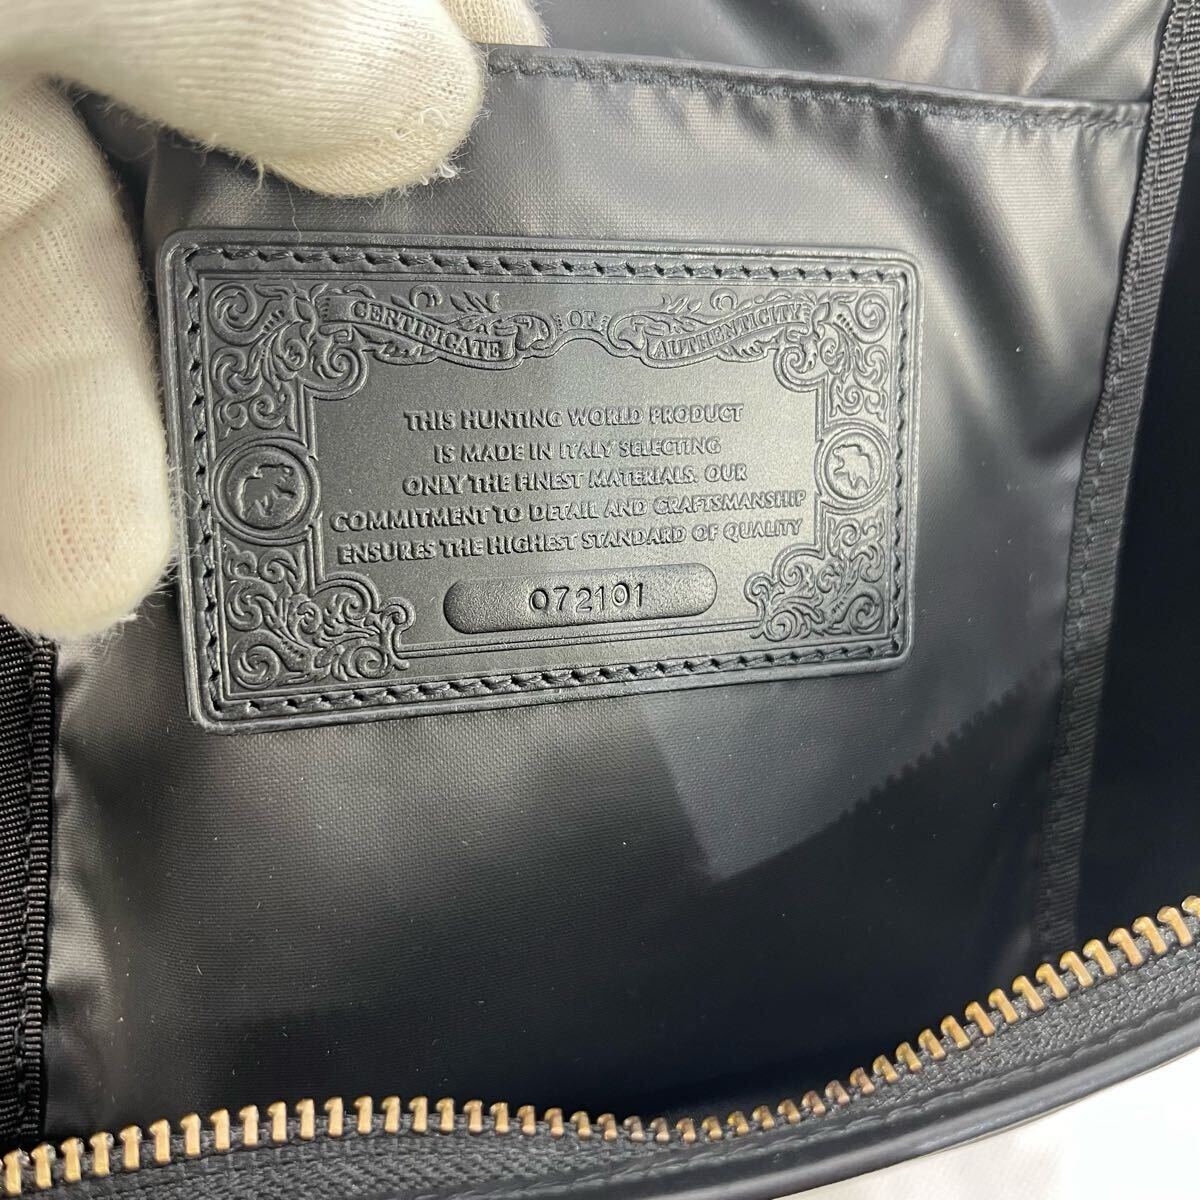 CERTIFICATE OF AUTHENTICITY
THIS HUNTING WORLD PRODUCT
IS MADE IN ITALY SELECTING
ONLY THE FINEST MATERIALS. OUR
COMMITMENT TO DETAIL AND CRAFTSMANSHIP
ENSURES THE HIGHEST STANDARD OF QUALITY
072101